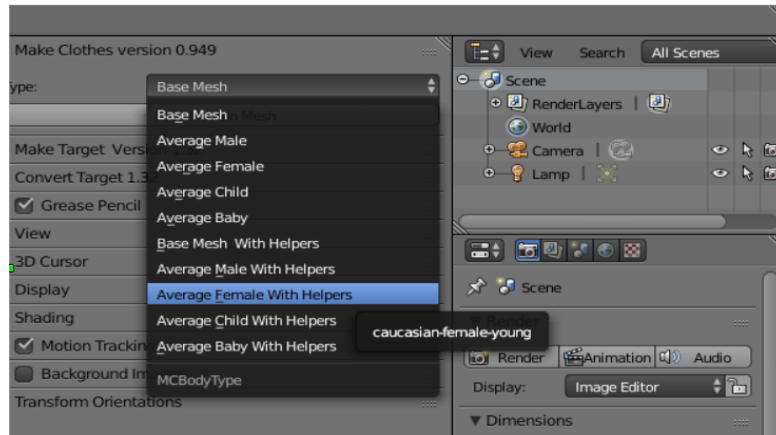 Make Clothes version 0.949
ype:
Base Mesh
Base Mesh
Mesh
Average Male
Average Female
Average Child
Average Baby
Base Mesh With Helpers
Average Male With Helpers
Average Female With Helpers
Average Child With Helpers
Average Baby With Helpers
MCBodyType
caucasian-female-young
Make Target Versi
Convert Target 1.3
Grease Pencil
View
3D Cursor
Display
Shading
Motion Trackin
Background Im
Transform Orientations
View Search All Scenes
Scene
RenderLayers
World
Camera
Lamp
Scene
Render
Render Animation Audio
Display: Image Editor
Dimensions